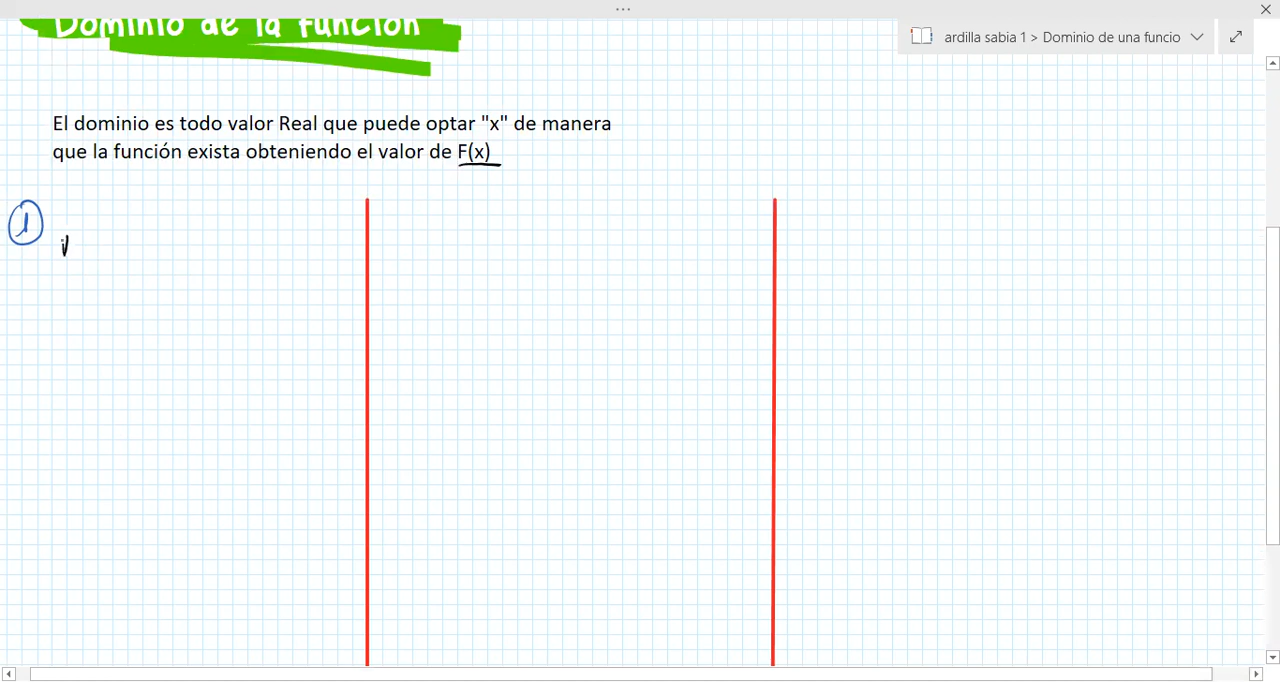 Dominio de la función
ardilla sabia 1 > Dominio de una funcio
El dominio es todo valor Real que puede optar "x" de manera
que la función exista obteniendo el valor de F(x)
1